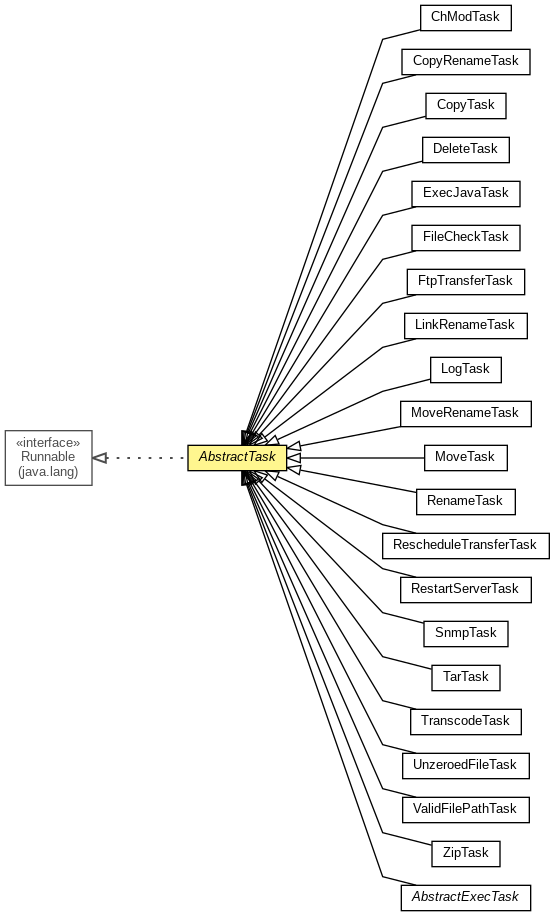 ChModTask
CopyRenameTask
CopyTask
DeleteTask
ExecJavaTask
FileCheckTask
FtpTransferTask
LinkRenameTask
LogTask
MoveRenameTask
«interface»
Runnable
(java.lang)
AbstractTask
MoveTask
RenameTask
RescheduleTransferTask
RestartServerTask
SnmpTask
TarTask
TranscodeTask
UnzeroedFileTask
ValidFilePathTask
ZipTask
AbstractExecTask